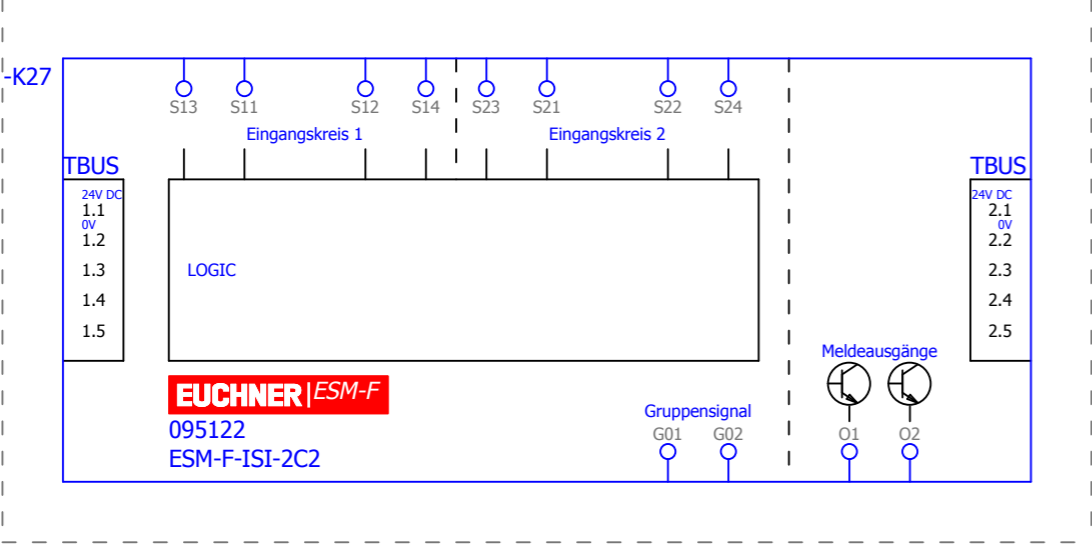 -K27
S13 S11 S12 S14 S23 S21 S22 S24
Eingangskreis 1 Eingangskreis 2
TBUS TBUS
24V DC 24V DC
1.1 2.1
0V 0V
1.2 2.2
1.3 LOGIC 2.3
1.4 2.4
1.5 2.5
Meldeausgänge
EUCHNER|ESM-F
Gruppensignal
095122 G01 G02 O1 O2
ESM-F-ISI-2C2